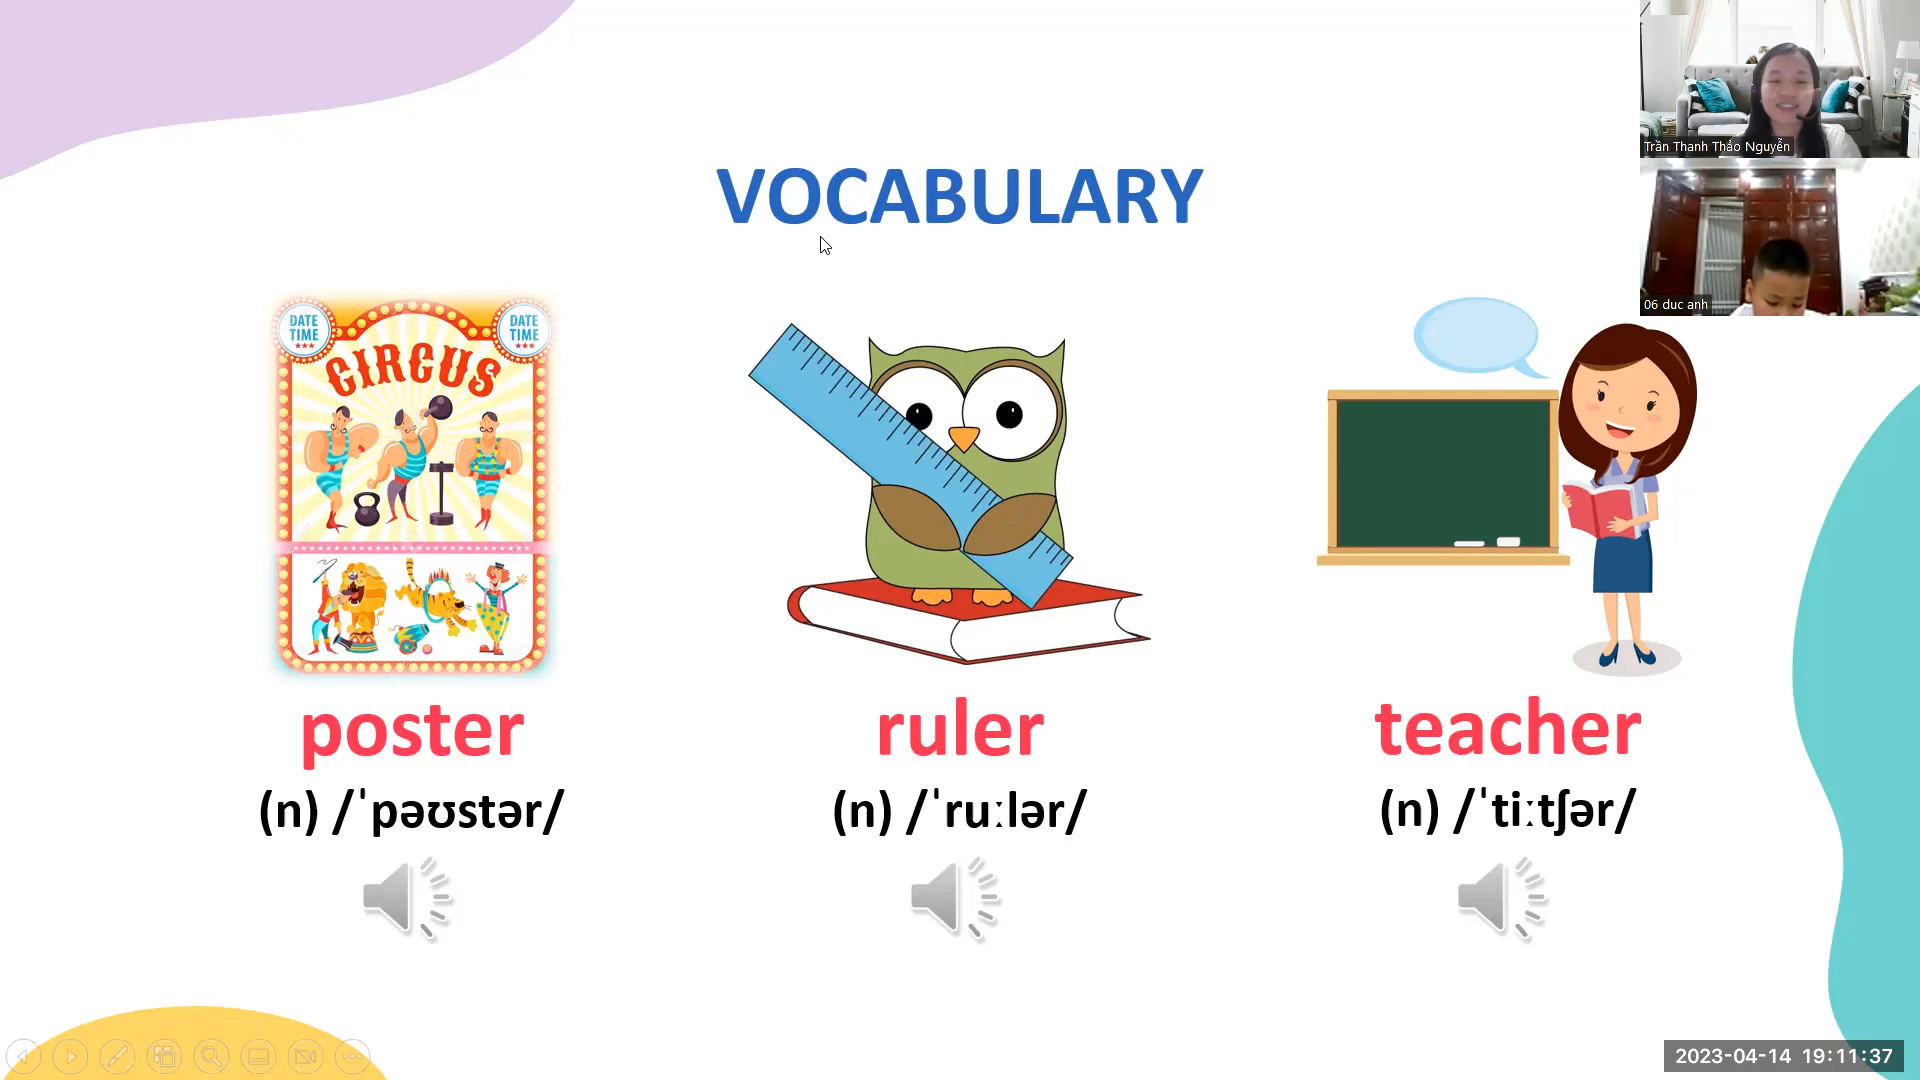 Trần Thanh Thảo Nguyễn
06 duc anh
VOCABULARY
DATE
TIME
DATE
TIME
CIRCUS
poster
(n) /ˈpəʊstər/
ruler
(n) /ˈruːlər/
teacher
(n) /ˈtiːtʃər/
2023-04-14 19:11:37